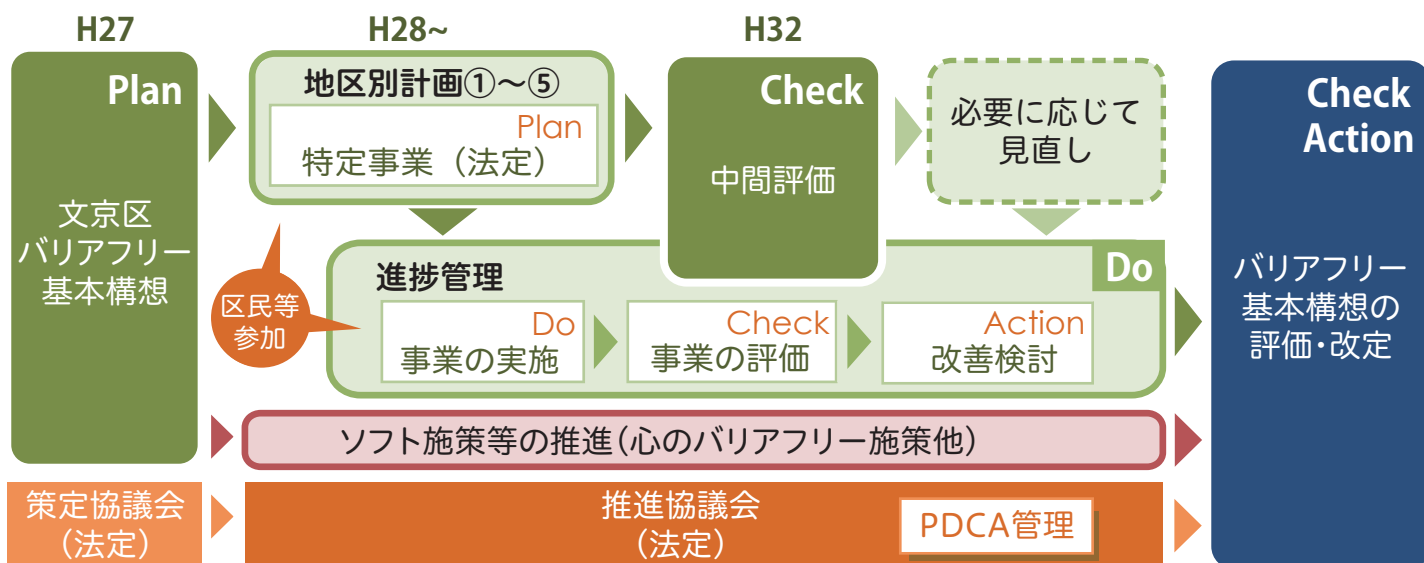 H27
H28~
H32
Plan
文京区
バリアフリー
基本構想
地区別計画①~⑤
Plan
特定事業（法定）
Check
中間評価
必要に応じて
見直し
Check
Action
バリアフリー
基本構想の
評価・改定
区民等
参加
進捗管理
Do
Do
事業の実施
Check
事業の評価
Action
改善検討
ソフト施策等の推進（心のバリアフリー施策他）
策定協議会
（法定）
推進協議会
（法定）
PDCA管理